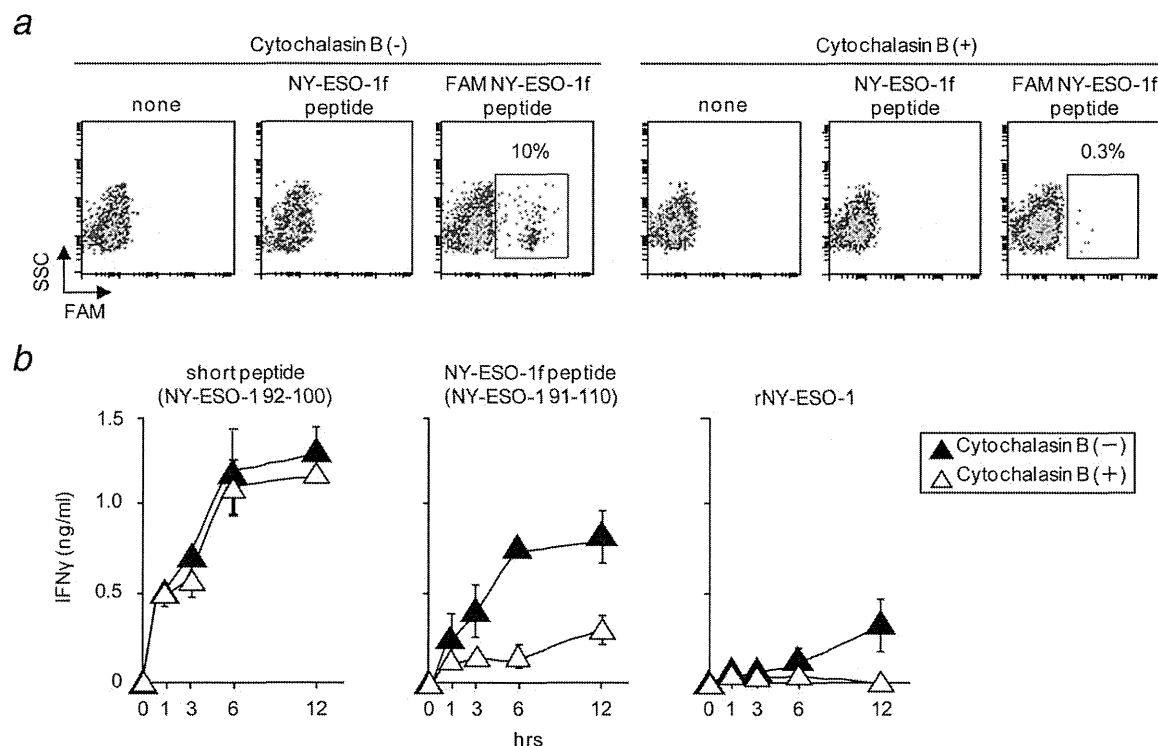 a
Cytochalasin B (-)
Cytochalasin B (+)
none
NY-ESO-1f
peptide
FAM NY-ESO-1f
peptide
none
NY-ESO-1f
peptide
FAM NY-ESO-1f
peptide
10%
0.3%
SSC
FAM
b
short peptide
(NY-ESO-1 92-100)
NY-ESO-1f peptide
(NY-ESO-1 91-110)
rNY-ESO-1
Cytochalasin B (−)
Cytochalasin B (+)
IFNγ (ng/ml)
1.5
1.0
0.5
0
0 1 3 6 12
0 1 3 6 12
0 1 3 6 12
hrs